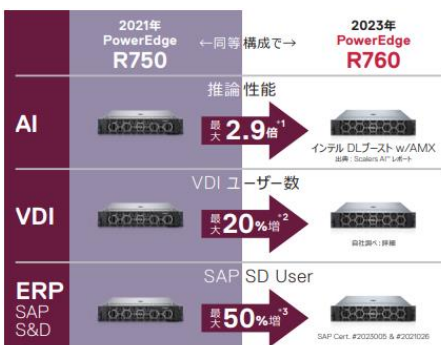 2021年
PowerEdge
R750
←同等構成で→
2023年
PowerEdge
R760
推論性能
AI
最大2.9倍*1
インテル DLブースト w/AMX
出典：Scalers AI™ レポート
VDI ユーザー数
VDI
最大20%増*2
自社調べ：詳細
SAP SD User
ERP
SAP
S&D
最大50%増*3
SAP Cert. #2023005 & #2021026